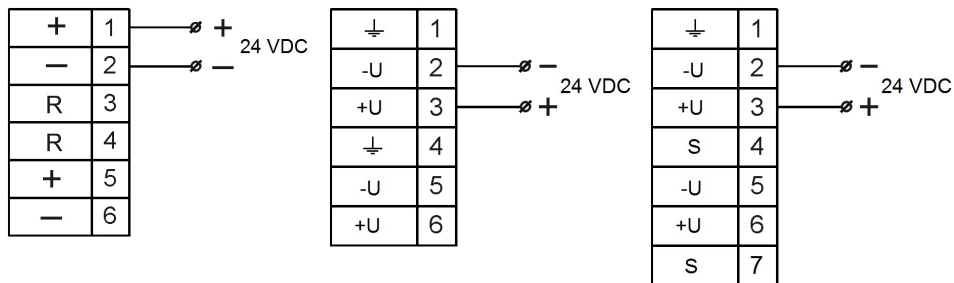 + 1 +
24 VDC
— 2 —
R 3
R 4
+ 5
— 6
⏚ 1
-U 2 —
24 VDC
+U 3 +
⏚ 4
-U 5
+U 6
⏚ 1
-U 2 —
24 VDC
+U 3 +
S 4
-U 5
+U 6
S 7